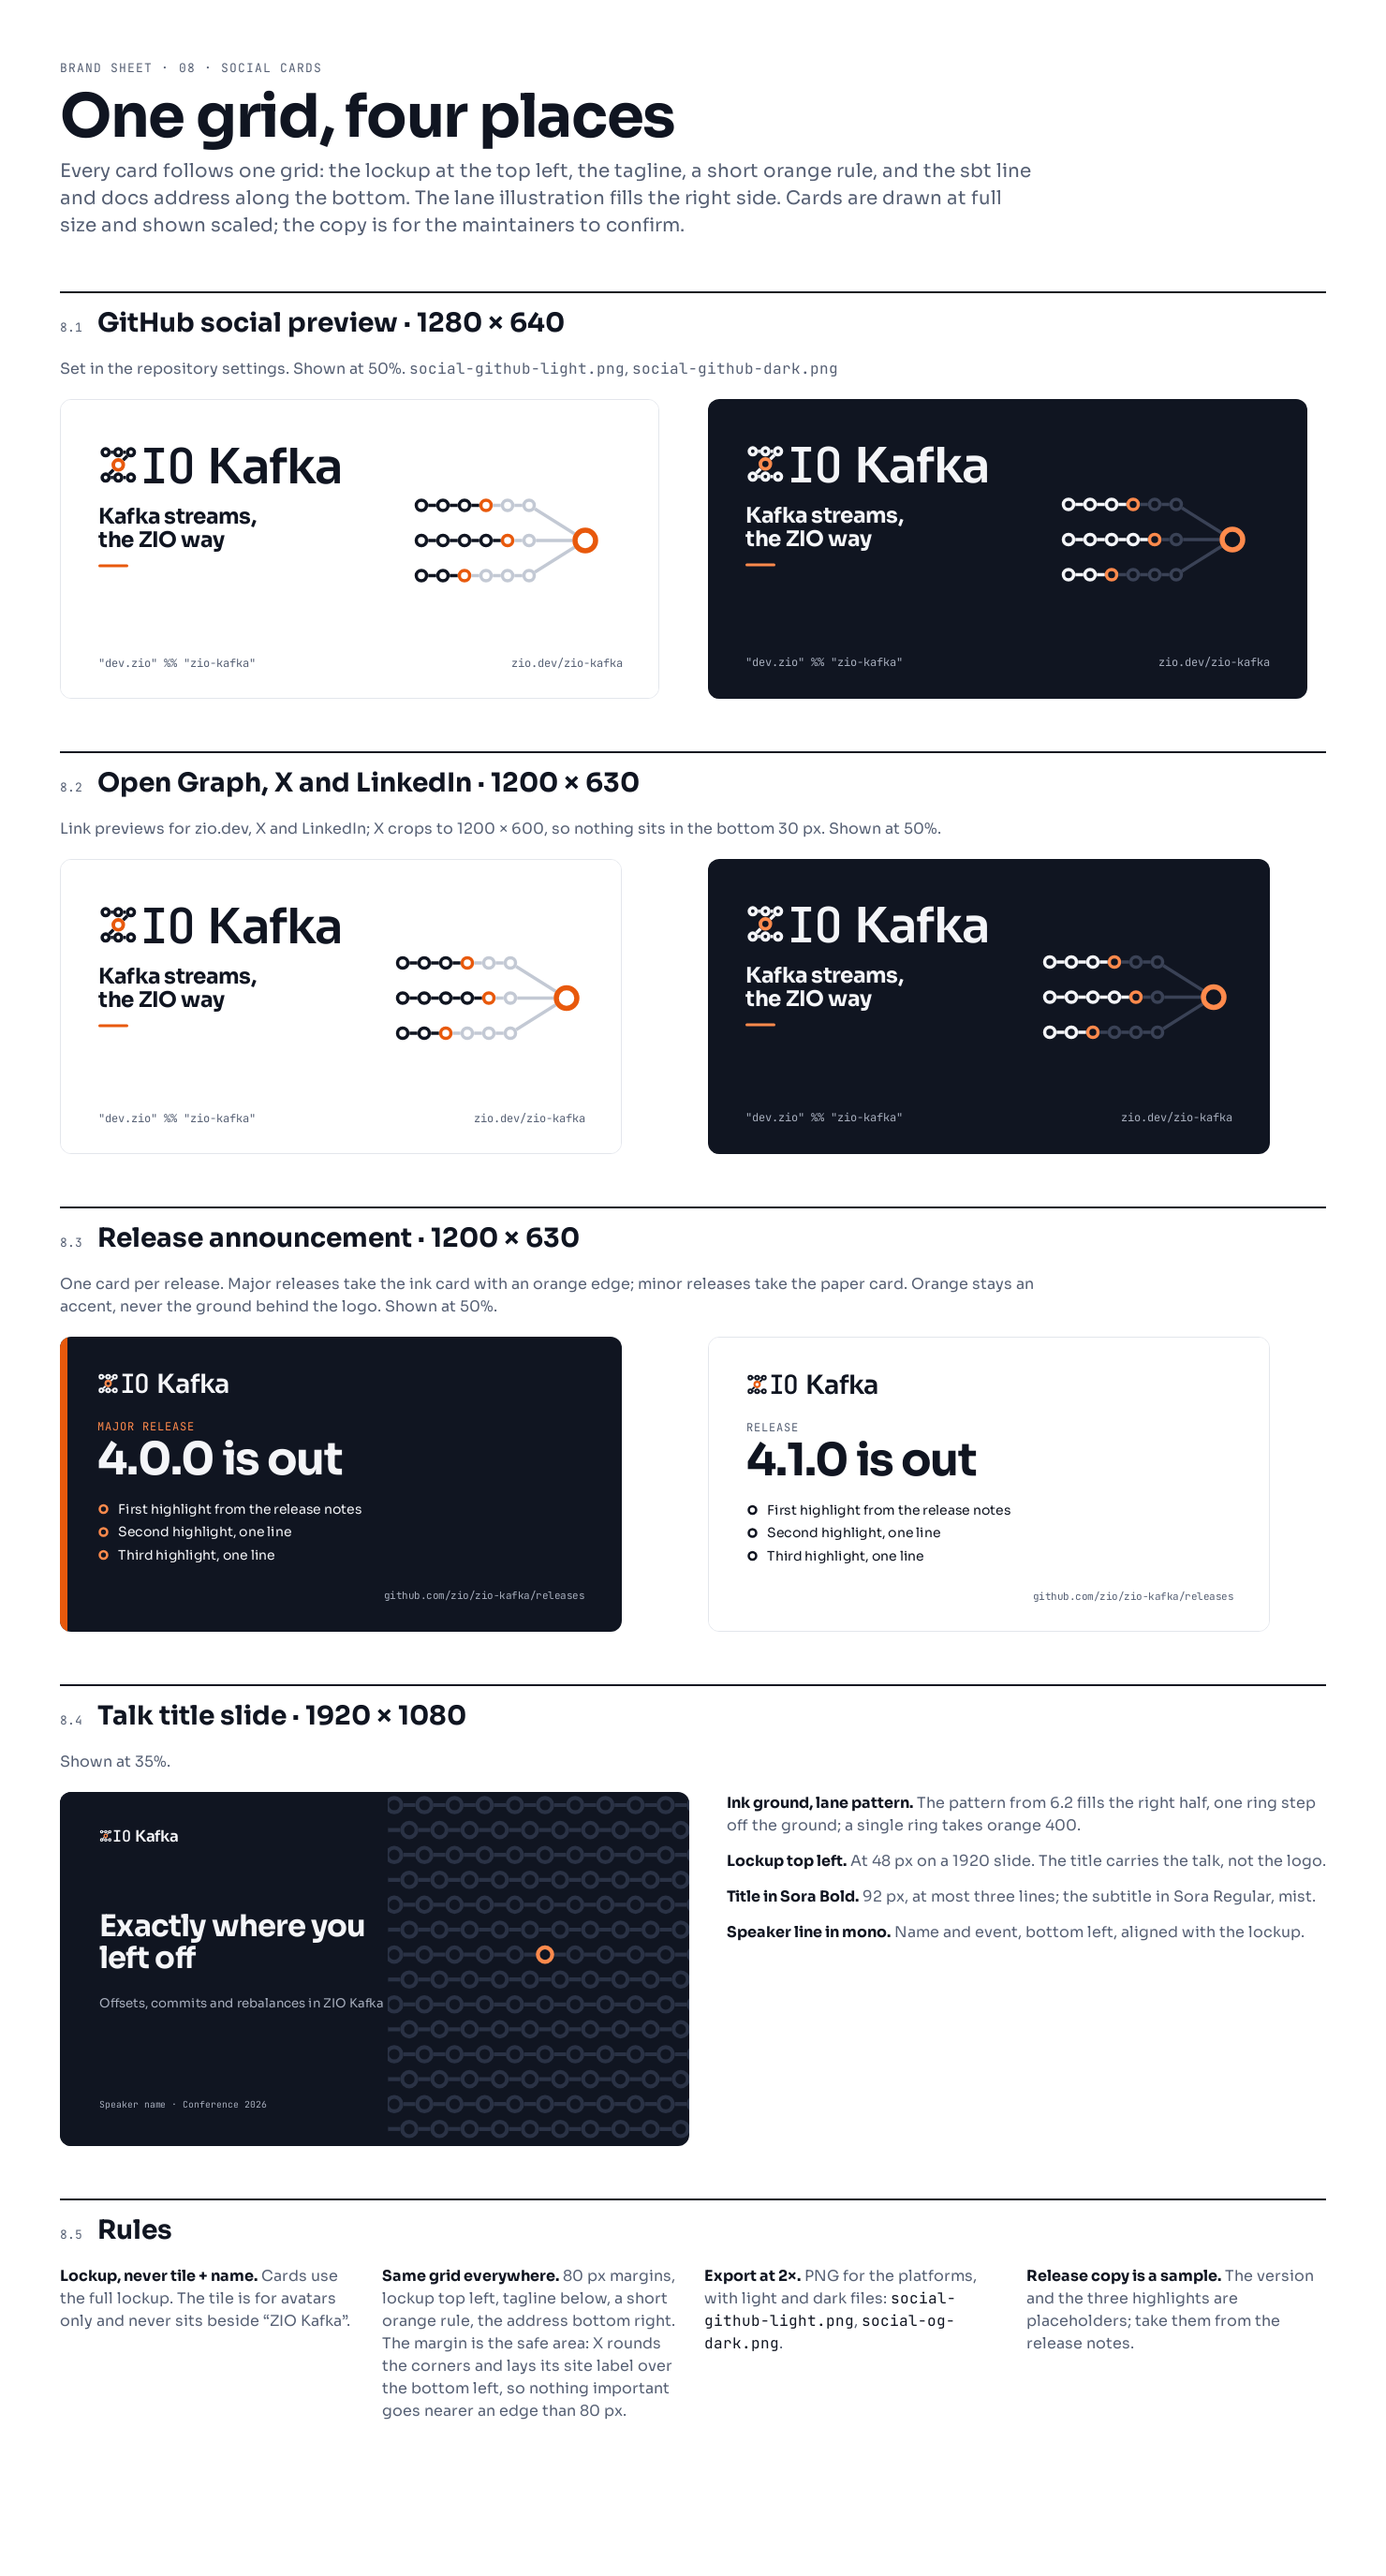 BRAND SHEET · 08 · SOCIAL CARDS
One grid, four places
Every card follows one grid: the lockup at the top left, the tagline, a short orange rule, and the sbt line
and docs address along the bottom. The lane illustration fills the right side. Cards are drawn at full
size and shown scaled; the copy is for the maintainers to confirm.
8.1 GitHub social preview · 1280 × 640
Set in the repository settings. Shown at 50%. social-github-light.png, social-github-dark.png
ZIO Kafka
Kafka streams,
the ZIO way
"dev.zio" %% "zio-kafka"
zio.dev/zio-kafka
ZIO Kafka
Kafka streams,
the ZIO way
"dev.zio" %% "zio-kafka"
zio.dev/zio-kafka
8.2 Open Graph, X and LinkedIn · 1200 × 630
Link previews for zio.dev, X and LinkedIn; X crops to 1200 × 600, so nothing sits in the bottom 30 px. Shown at 50%.
ZIO Kafka
Kafka streams,
the ZIO way
"dev.zio" %% "zio-kafka"
zio.dev/zio-kafka
ZIO Kafka
Kafka streams,
the ZIO way
"dev.zio" %% "zio-kafka"
zio.dev/zio-kafka
8.3 Release announcement · 1200 × 630
One card per release. Major releases take the ink card with an orange edge; minor releases take the paper card. Orange stays an
accent, never the ground behind the logo. Shown at 50%.
ZIO Kafka
MAJOR RELEASE
4.0.0 is out
First highlight from the release notes
Second highlight, one line
Third highlight, one line
github.com/zio/zio-kafka/releases
ZIO Kafka
RELEASE
4.1.0 is out
First highlight from the release notes
Second highlight, one line
Third highlight, one line
github.com/zio/zio-kafka/releases
8.4 Talk title slide · 1920 × 1080
Shown at 35%.
ZIO Kafka
Exactly where you
left off
Offsets, commits and rebalances in ZIO Kafka
Speaker name · Conference 2026
Ink ground, lane pattern. The pattern from 6.2 fills the right half, one ring step
off the ground; a single ring takes orange 400.
Lockup top left. At 48 px on a 1920 slide. The title carries the talk, not the logo.
Title in Sora Bold. 92 px, at most three lines; the subtitle in Sora Regular, mist.
Speaker line in mono. Name and event, bottom left, aligned with the lockup.
8.5 Rules
Lockup, never tile + name. Cards use
the full lockup. The tile is for avatars
only and never sits beside “ZIO Kafka”.
Same grid everywhere. 80 px margins,
lockup top left, tagline below, a short
orange rule, the address bottom right.
The margin is the safe area: X rounds
the corners and lays its site label over
the bottom left, so nothing important
goes nearer an edge than 80 px.
Export at 2×. PNG for the platforms,
with light and dark files: social-
github-light.png, social-og-
dark.png.
Release copy is a sample. The version
and the three highlights are
placeholders; take them from the
release notes.